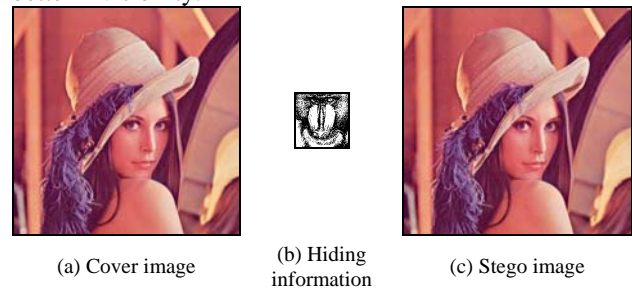 (a) Cover image
(b) Hiding
information
(c) Stego image